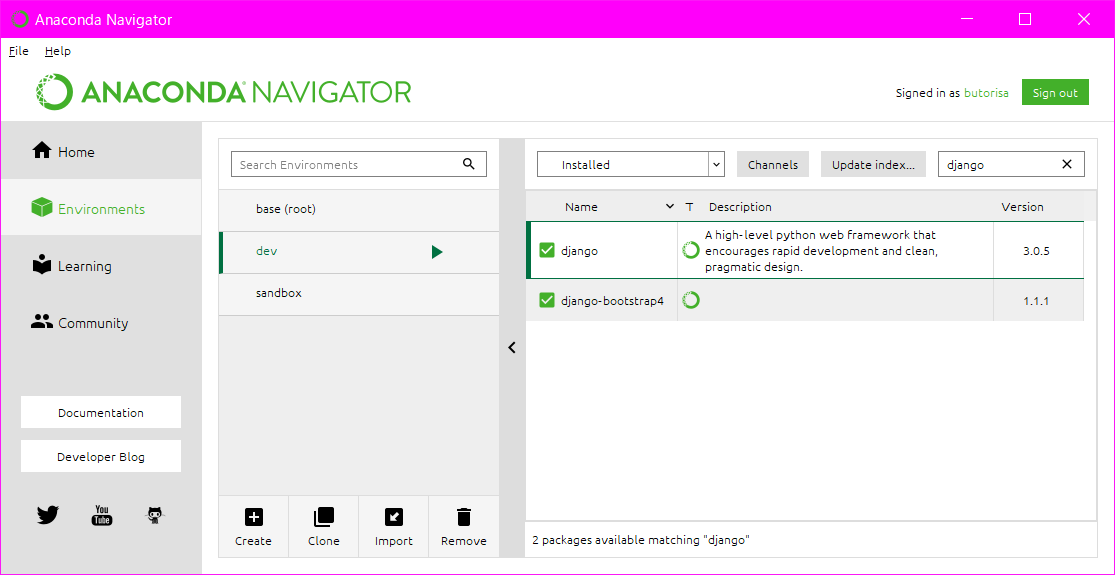 Anaconda Navigator
File Help
ANACONDA NAVIGATOR
Signed in as butorisa Sign out
Home
Environments
Learning
Community
Documentation
Developer Blog
You
Tube
Search Environments
base (root)
dev
sandbox
Create Clone Import Remove
Installed Channels Update index... django
Name T Description Version
django A high-level python web framework that encourages rapid development and clean, pragmatic design. 3.0.5
django-bootstrap4 1.1.1
2 packages available matching "django"